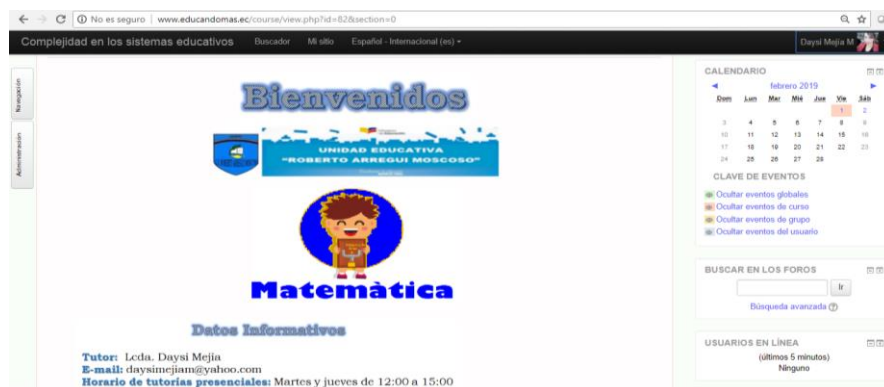 No es seguro | www.educandomas.ec/course/view.php?id=82&section=0
Complejidad en los sistemas educativos Buscador Mi sitio Español - Internacional (es) Daysi Mejía M
Navegación
Administración
Bienvenidos
UNIDAD EDUCATIVA
"ROBERTO ARREGUI MOSCOSO"
Matemàtica
Datos Informativos
Tutor: Lcda. Daysi Mejia
E-mail: daysimejiam@yahoo.com
Horario de tutorías presenciales: Martes y jueves de 12:00 a 15:00
CALENDARIO
febrero 2019
Dom Lun Mar Mié Jue Vie Sáb
1 2
3 4 5 6 7 8 9
10 11 12 13 14 15 16
17 18 19 20 21 22 23
24 25 26 27 28
CLAVE DE EVENTOS
Ocultar eventos globales
Ocultar eventos de curso
Ocultar eventos de grupo
Ocultar eventos del usuario
BUSCAR EN LOS FOROS
Ir
Búsqueda avanzada
USUARIOS EN LÍNEA
(últimos 5 minutos)
Ninguno